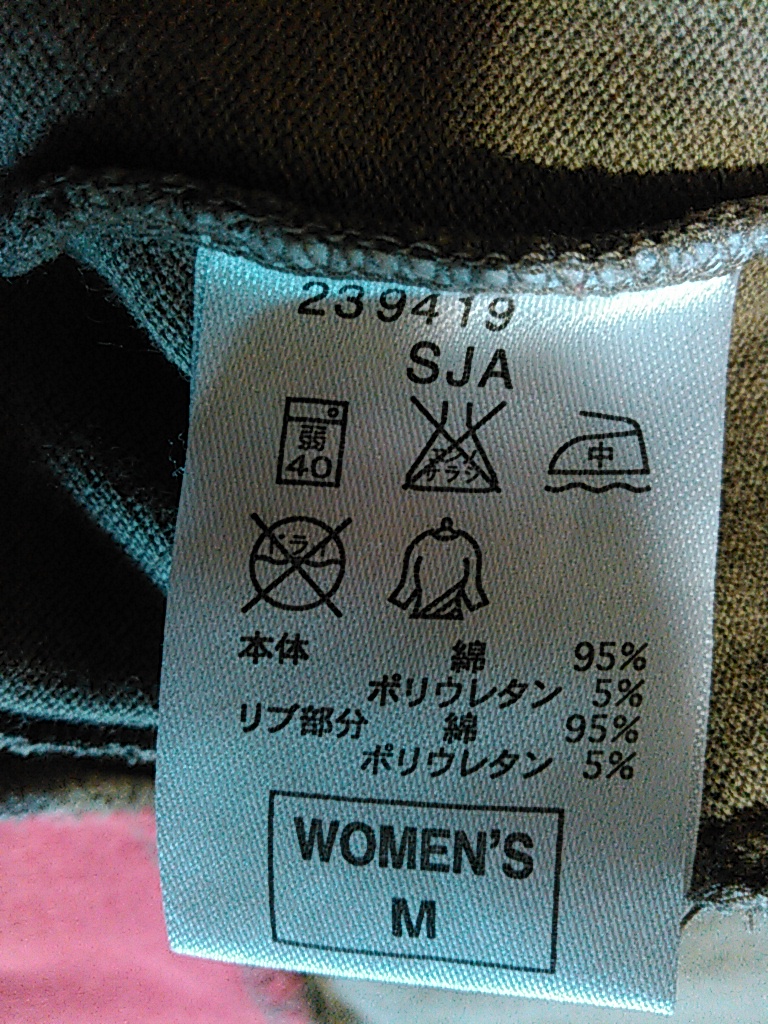 239419
SJA
弱
40
エンソ
サラシ
中
ドライ
本体 綿 95%
ポリウレタン 5%
リブ部分 綿 95%
ポリウレタン 5%
WOMEN'S
M